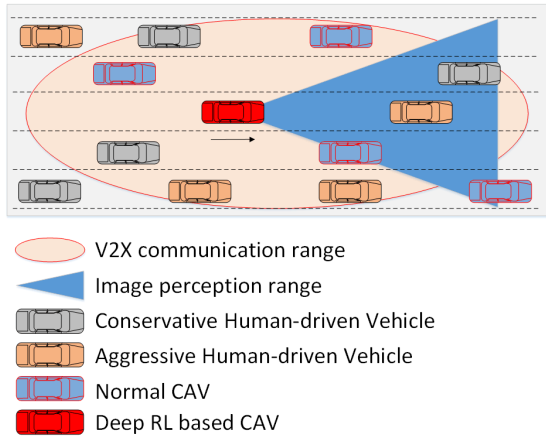 V2X communication range
Image perception range
Conservative Human-driven Vehicle
Aggressive Human-driven Vehicle
Normal CAV
Deep RL based CAV